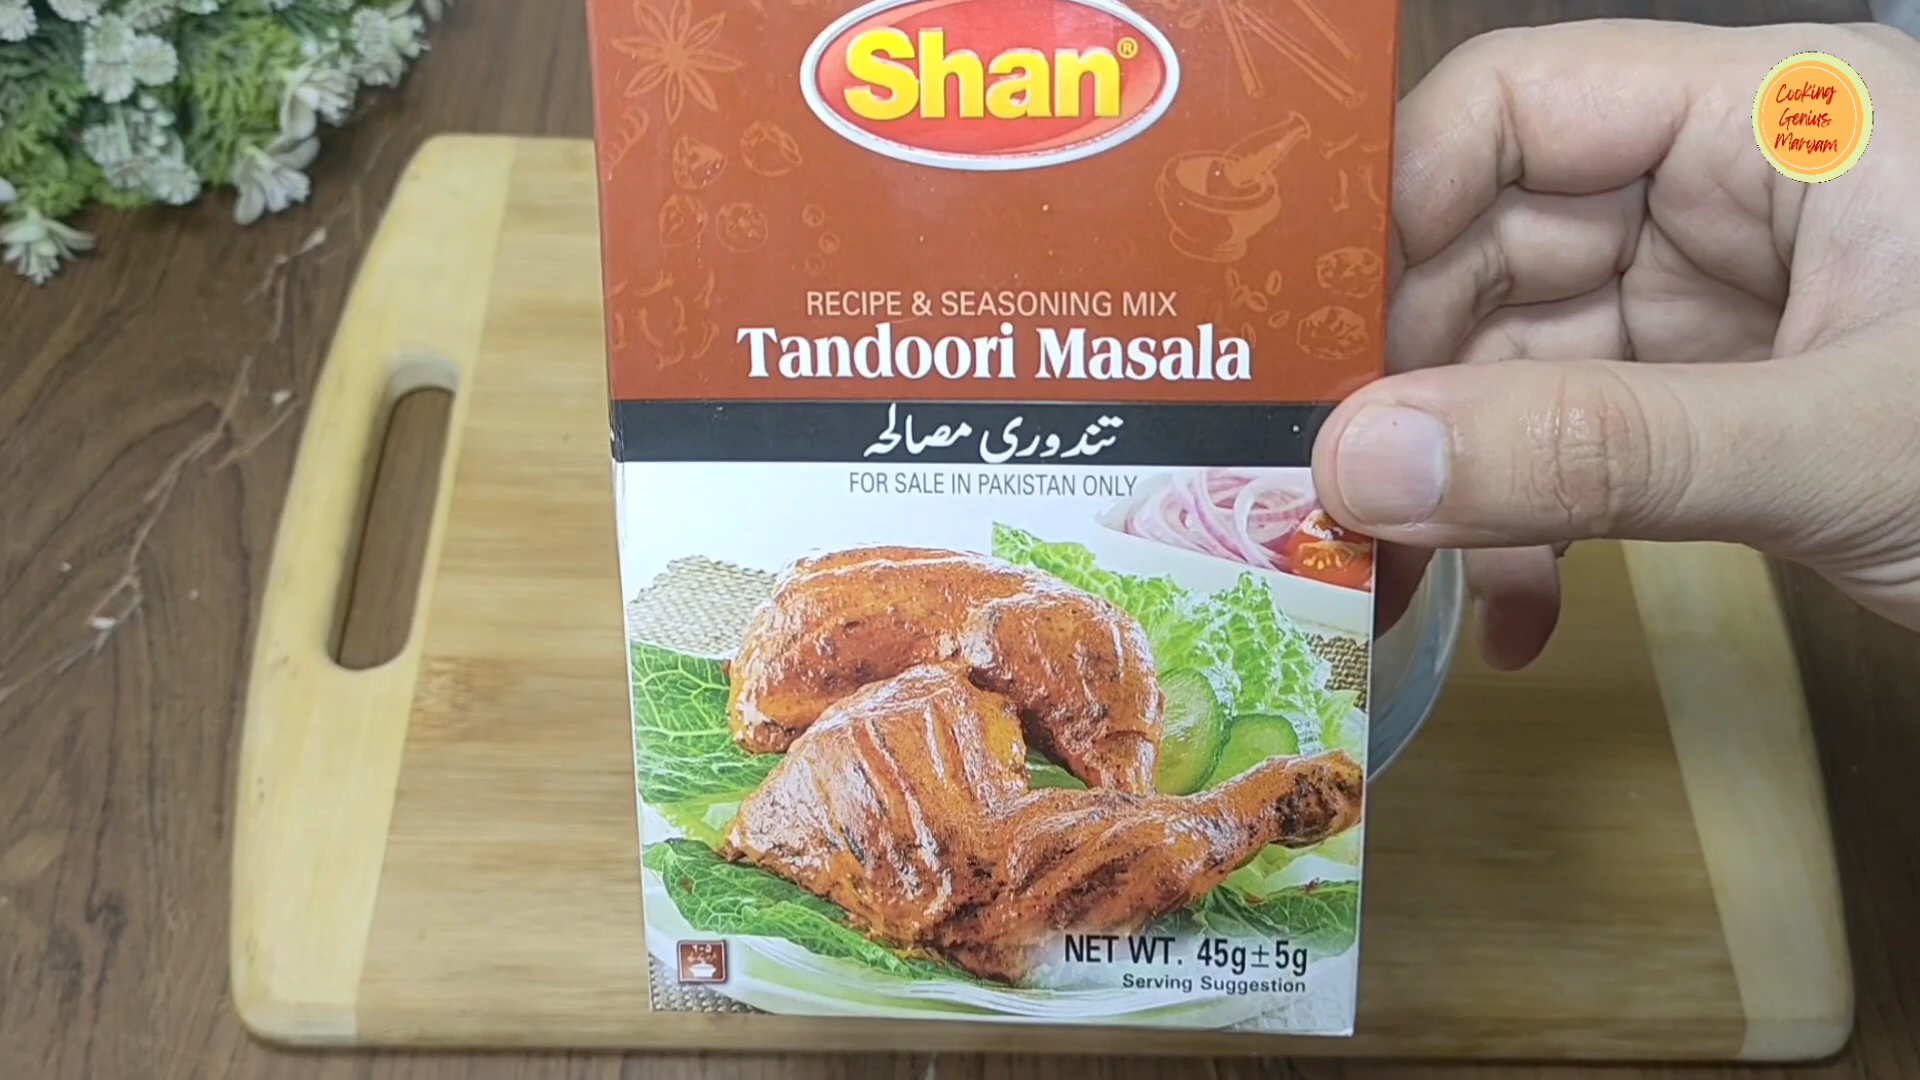 Shan®
Cooking
Genius
Maryam
RECIPE & SEASONING MIX
Tandoori Masala
تندوری مصالحہ
FOR SALE IN PAKISTAN ONLY
NET WT. 45g±5g
Serving Suggestion